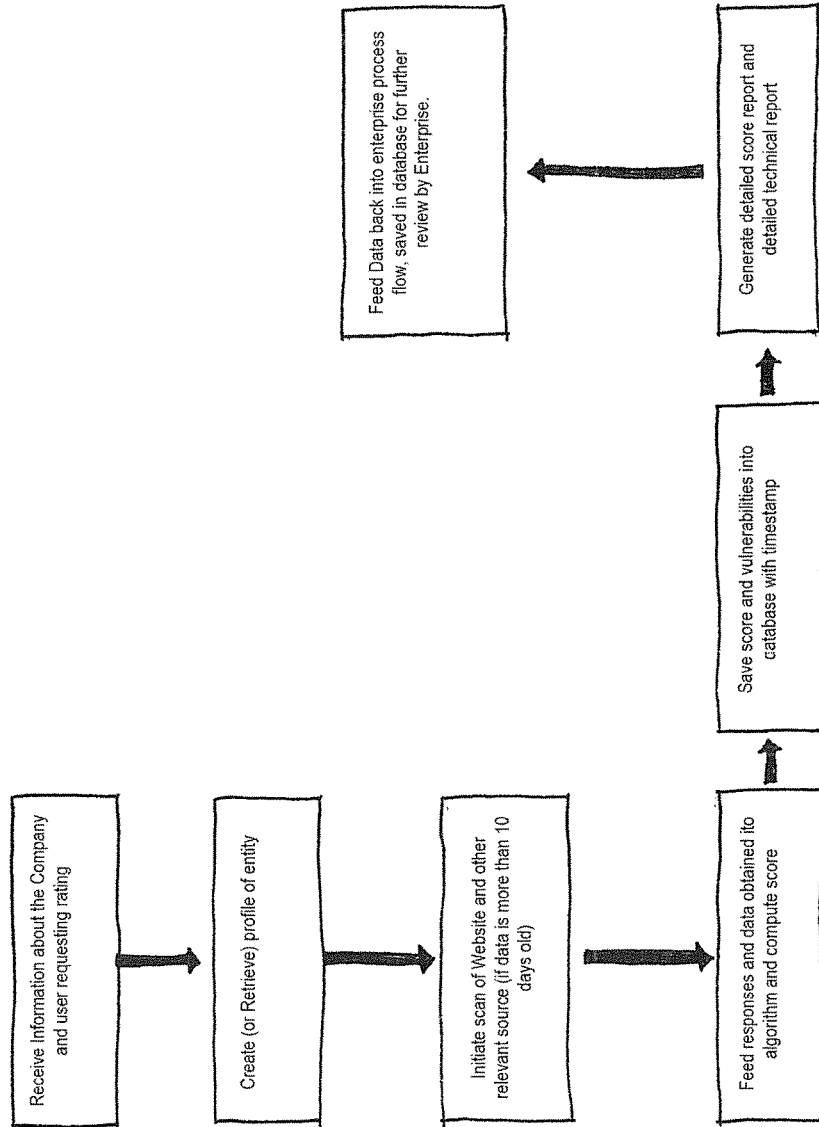 Receive Information about the Company
and user requesting rating
Create (or Retrieve) profile of entity
Initiate scan of Website and other
relevant source (if data is more than 10
days old)
Feed responses and data obtained ito
algorithm and compute score
Save score and vulnerabilities into
catabase with timestamp
Generate detailed score report and
detailed technical report
Feed Data back into enterprise process
flow, saved in database for further
review by Enterprise.